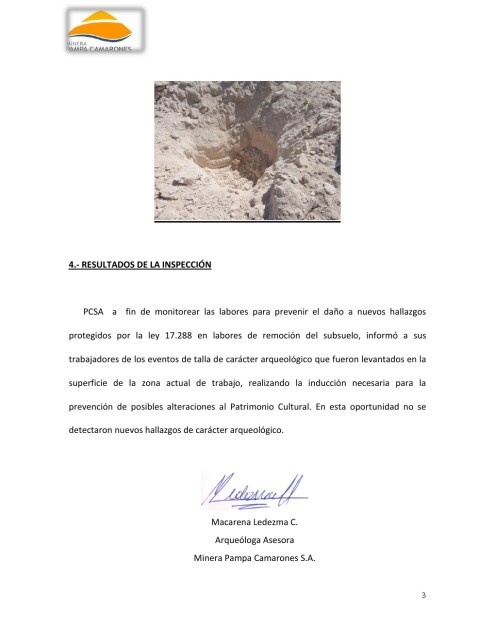 MINERA
PAMPA CAMARONES
4.- RESULTADOS DE LA INSPECCIÓN
PCSA a fin de monitorear las labores para prevenir el daño a nuevos hallazgos
protegidos por la ley 17.288 en labores de remoción del subsuelo, informó a sus
trabajadores de los eventos de talla de carácter arqueológico que fueron levantados en la
superficie de la zona actual de trabajo, realizando la inducción necesaria para la
prevención de posibles alteraciones al Patrimonio Cultural. En esta oportunidad no se
detectaron nuevos hallazgos de carácter arqueológico.
Macarena Ledezma C.
Arqueóloga Asesora
Minera Pampa Camarones S.A.
3